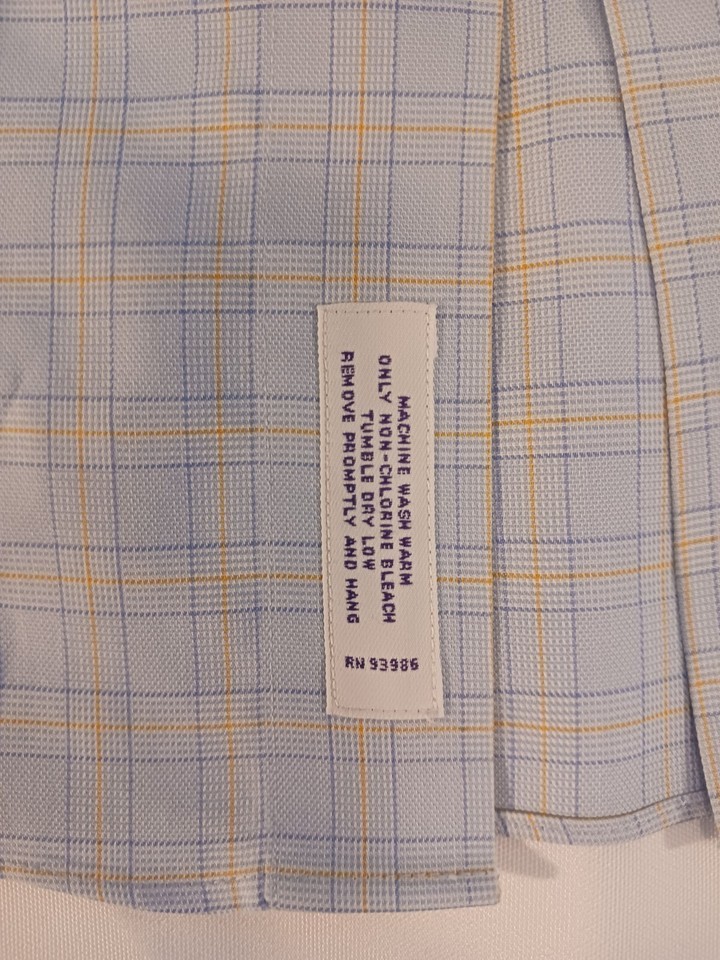 MACHINE WASH WARM
ONLY NON-CHLORINE BLEACH
TUMBLE DRY LOW
REMOVE PROMPTLY AND HANG
RN 93986